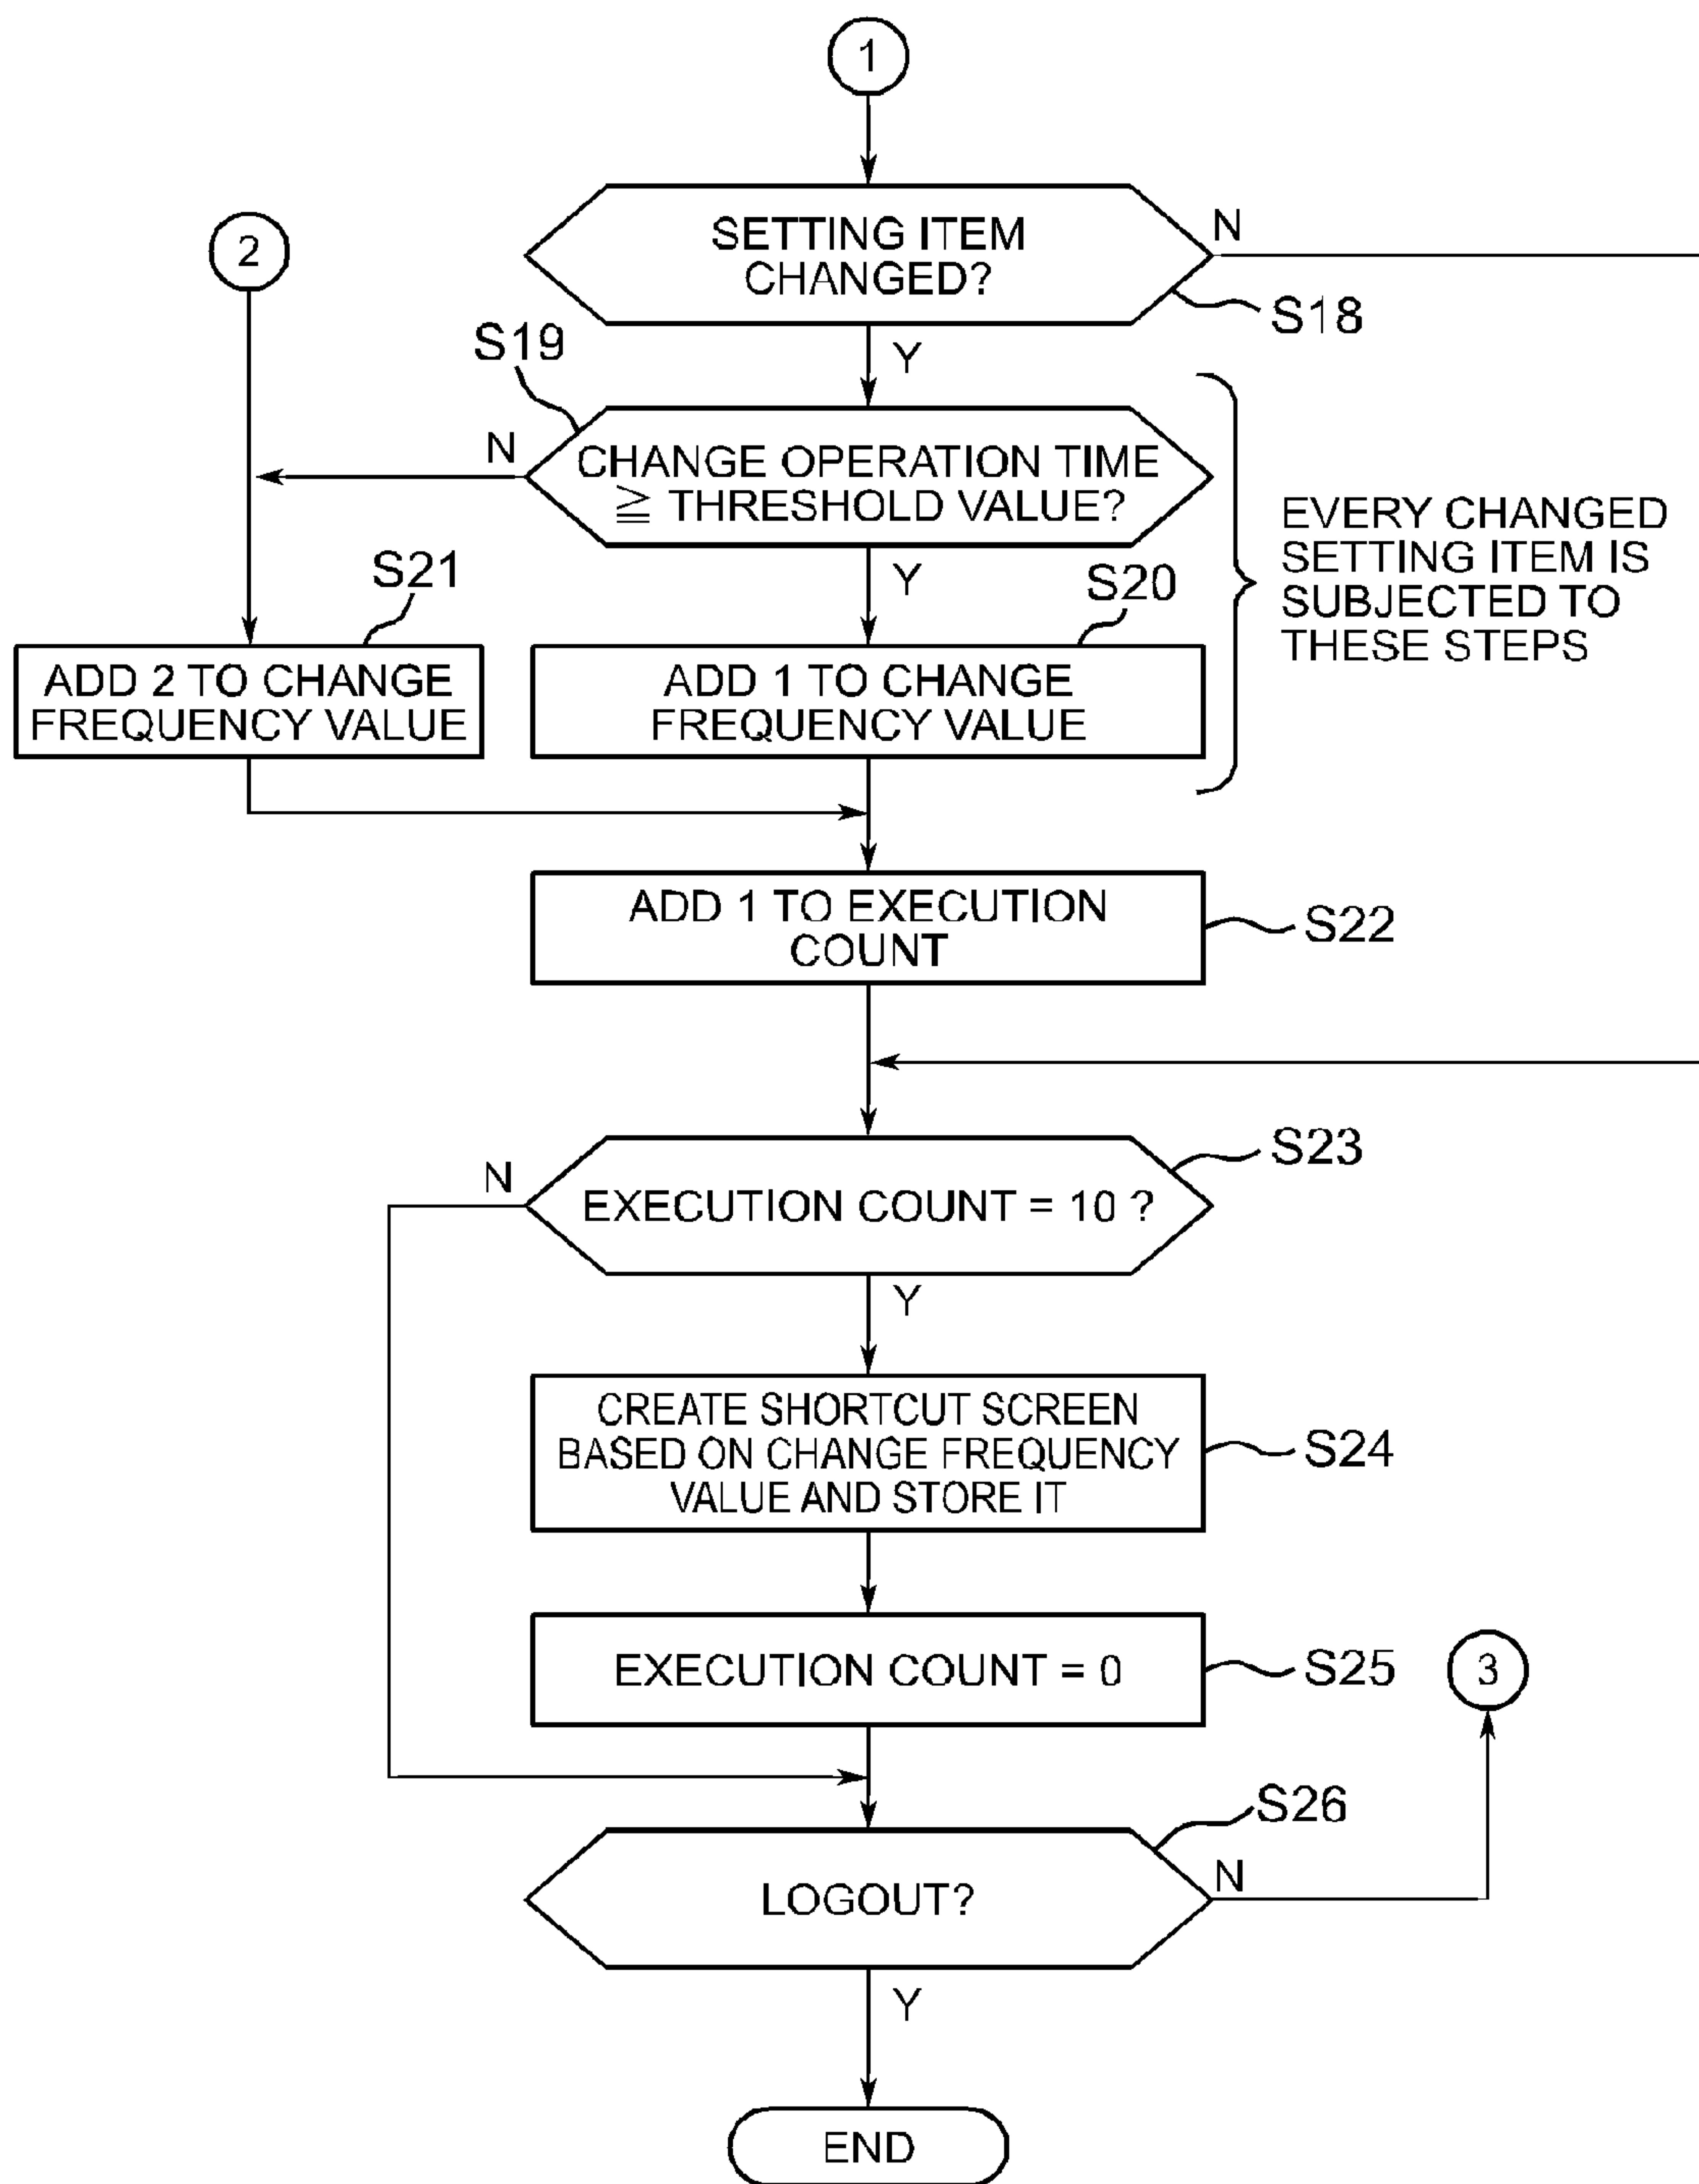 1
SETTING ITEM
CHANGED?
N
S18
2
Y
S19
N
CHANGE OPERATION TIME
≧ THRESHOLD VALUE?
Y
EVERY CHANGED
SETTING ITEM IS
SUBJECTED TO
THESE STEPS
S21
S20
ADD 2 TO CHANGE
FREQUENCY VALUE
ADD 1 TO CHANGE
FREQUENCY VALUE
ADD 1 TO EXECUTION
COUNT
S22
S23
N
EXECUTION COUNT = 10 ?
Y
CREATE SHORTCUT SCREEN
BASED ON CHANGE FREQUENCY
VALUE AND STORE IT
S24
EXECUTION COUNT = 0
S25
3
S26
LOGOUT?
N
Y
END